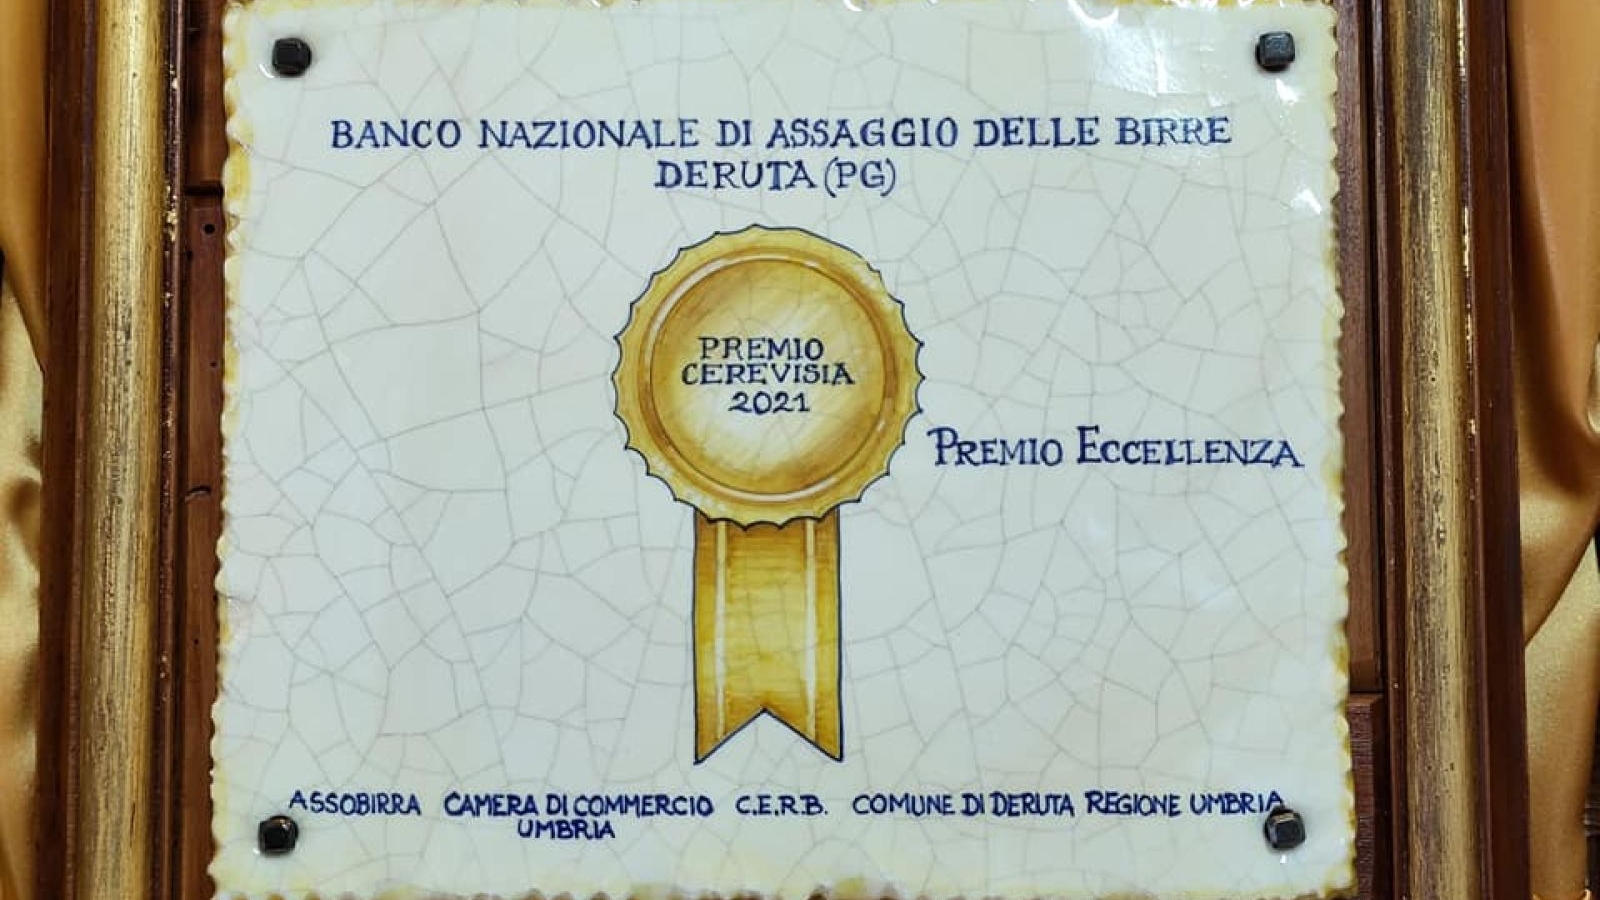 BANCO NAZIONALE DI ASSAGGIO DELLE BIRRE
DERUTA (PG)
PREMIO
CEREVISIA
2021
PREMIO ECCELLENZA
ASSOBIRRA CAMERA DI COMMERCIO C.E.R.B. COMUNE DI DERUTA REGIONE UMBRIA
UMBRIA